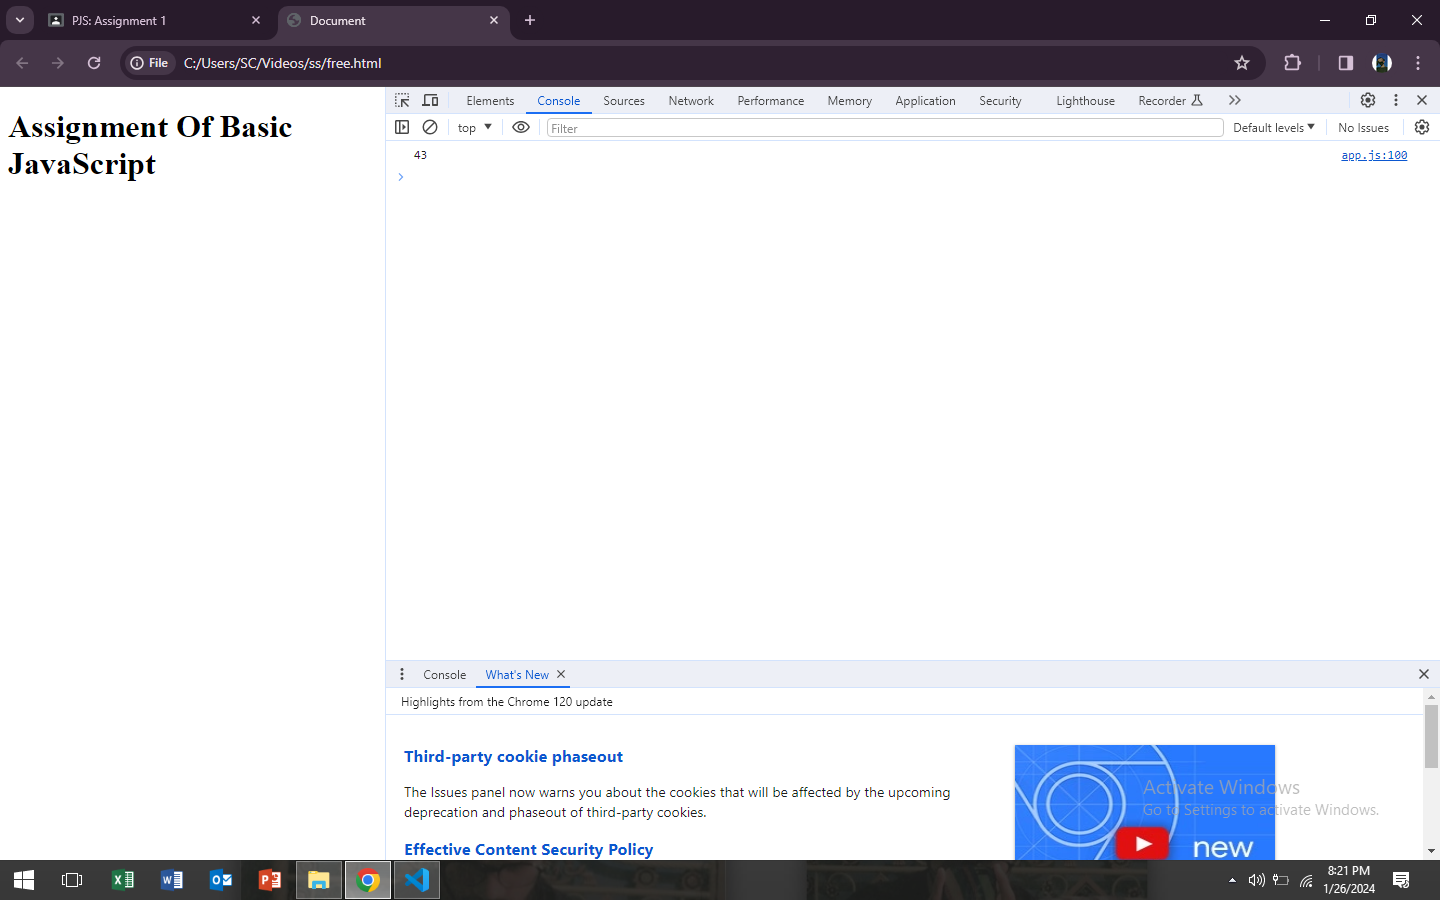 PJS: Assignment 1
Document
File
C:/Users/SC/Videos/ss/free.html
Assignment Of Basic
JavaScript
Elements
Console
Sources
Network
Performance
Memory
Application
Security
Lighthouse
Recorder
top
Filter
Default levels
No Issues
43
app.js:100
Console
What's New
Highlights from the Chrome 120 update
Third-party cookie phaseout
The Issues panel now warns you about the cookies that will be affected by the upcoming
deprecation and phaseout of third-party cookies.
Effective Content Security Policy
new
Activate Windows
Go to Settings to activate Windows.
8:21 PM
1/26/2024